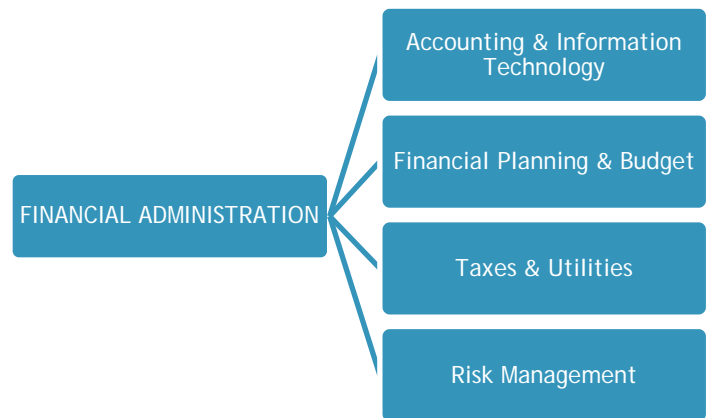 Accounting & Information
Technology
Financial Planning & Budget
FINANCIAL ADMINISTRATION
Taxes & Utilities
Risk Management